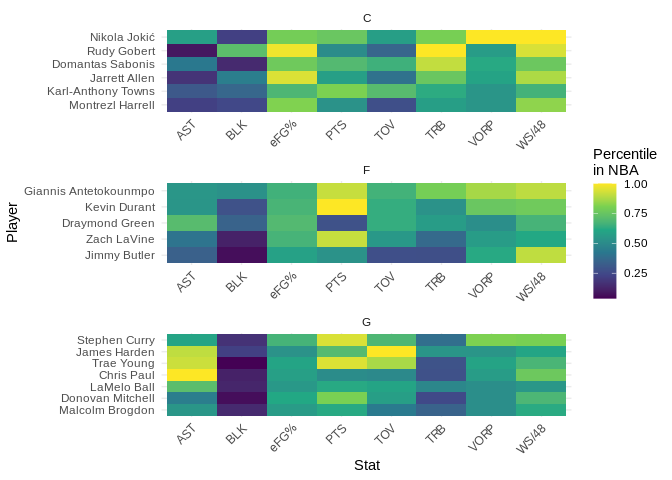 C
Nikola Jokić
Rudy Gobert
Domantas Sabonis
Jarrett Allen
Karl-Anthony Towns
Montrezl Harrell
AST
BLK
eFG%
PTS
TOV
TRB
VORP
WS/48
F
Giannis Antetokounmpo
Kevin Durant
Draymond Green
Zach LaVine
Jimmy Butler
AST
BLK
eFG%
PTS
TOV
TRB
VORP
WS/48
G
Stephen Curry
James Harden
Trae Young
Chris Paul
LaMelo Ball
Donovan Mitchell
Malcolm Brogdon
AST
BLK
eFG%
PTS
TOV
TRB
VORP
WS/48
Stat
Player
Percentile
in NBA
1.00
0.75
0.50
0.25